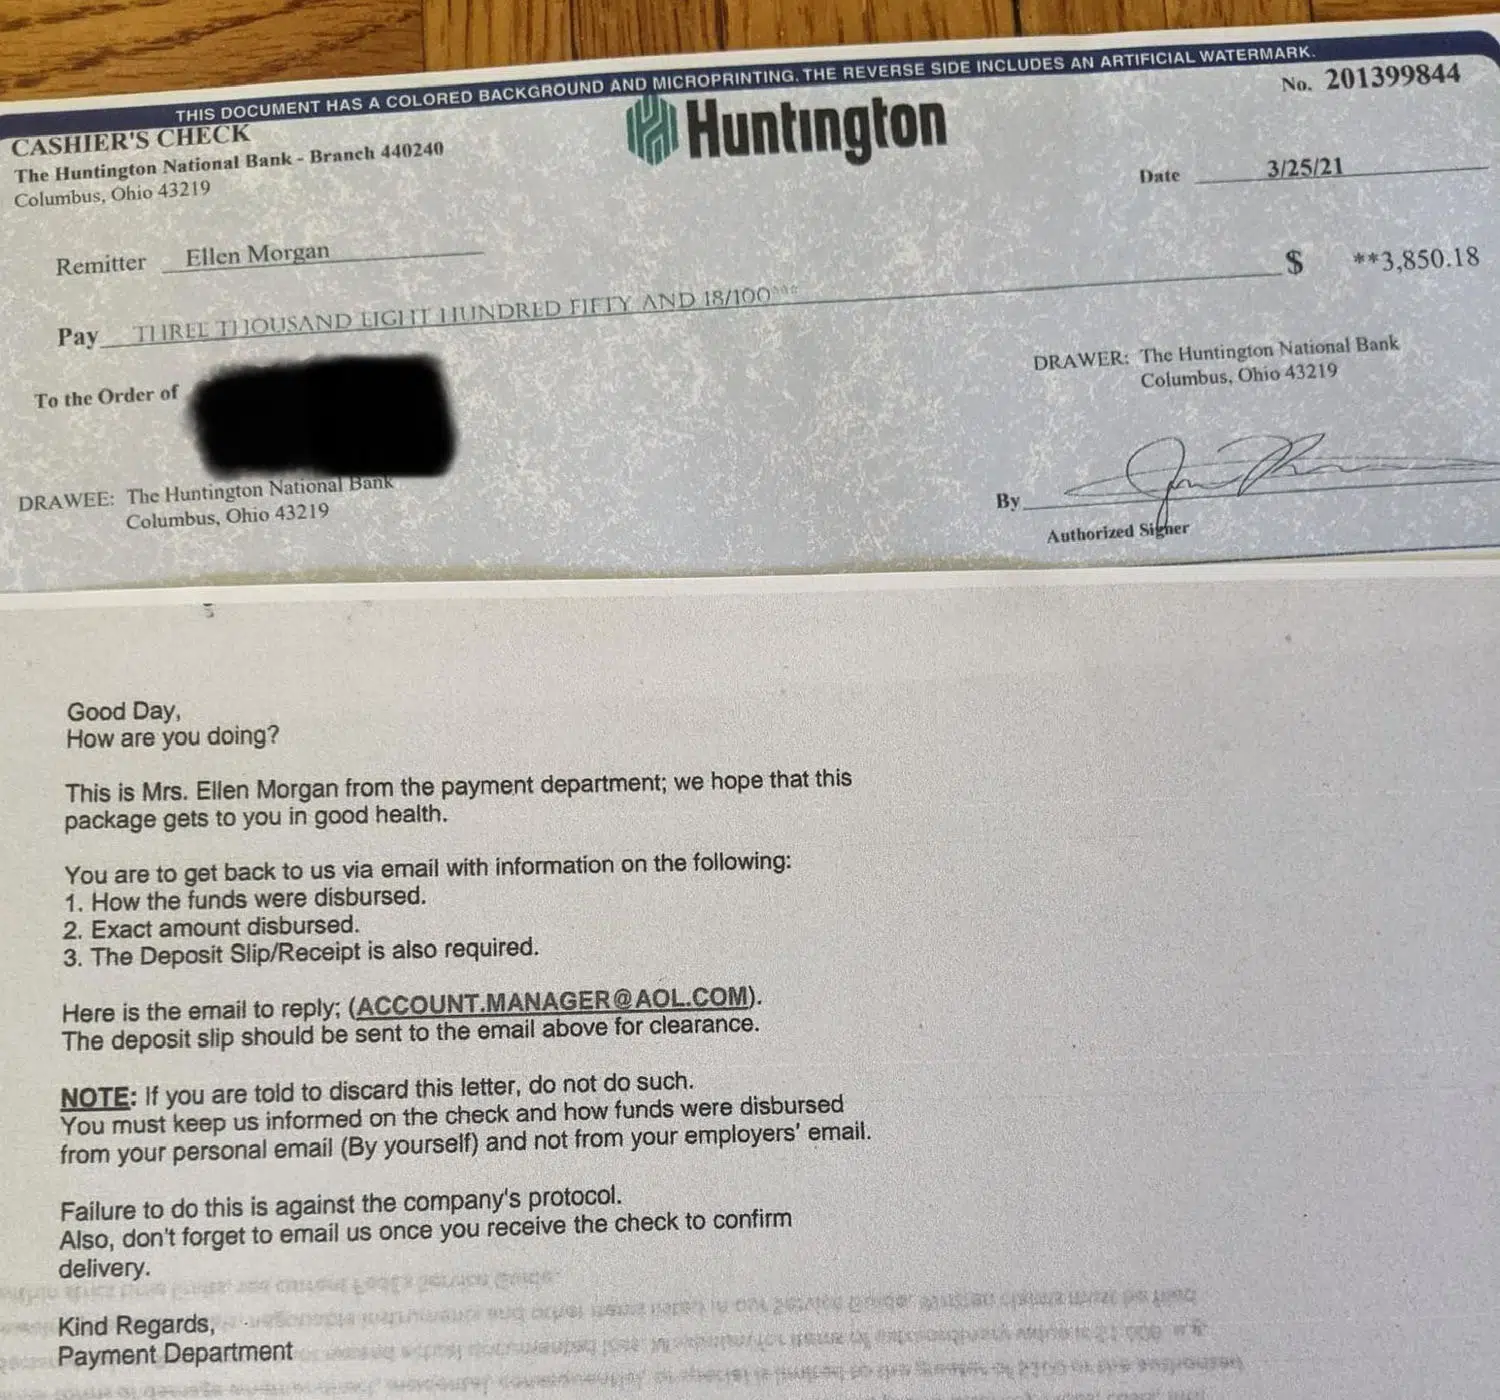 THIS DOCUMENT HAS A COLORED BACKGROUND AND MICROPRINTING. THE REVERSE SIDE INCLUDES AN ARTIFICIAL WATERMARK.
CASHIER'S CHECK
The Huntington National Bank - Branch 440240
Columbus, Ohio 43219
Huntington
No. 201399844
Date 3/25/21
Remitter Ellen Morgan
$ **3,850.18
Pay THREE THOUSAND EIGHT HUNDRED FIFTY AND 18/100***
To the Order of
DRAWER: The Huntington National Bank
Columbus, Ohio 43219
DRAWEE: The Huntington National Bank
Columbus, Ohio 43219
By
Authorized Signer
Good Day,
How are you doing?
This is Mrs. Ellen Morgan from the payment department; we hope that this
package gets to you in good health.
You are to get back to us via email with information on the following:
1. How the funds were disbursed.
2. Exact amount disbursed.
3. The Deposit Slip/Receipt is also required.
Here is the email to reply; (ACCOUNT.MANAGER@AOL.COM).
The deposit slip should be sent to the email above for clearance.
NOTE: If you are told to discard this letter, do not do such.
You must keep us informed on the check and how funds were disbursed
from your personal email (By yourself) and not from your employers' email.
Failure to do this is against the company's protocol.
Also, don't forget to email us once you receive the check to confirm
delivery.
Kind Regards,
Payment Department